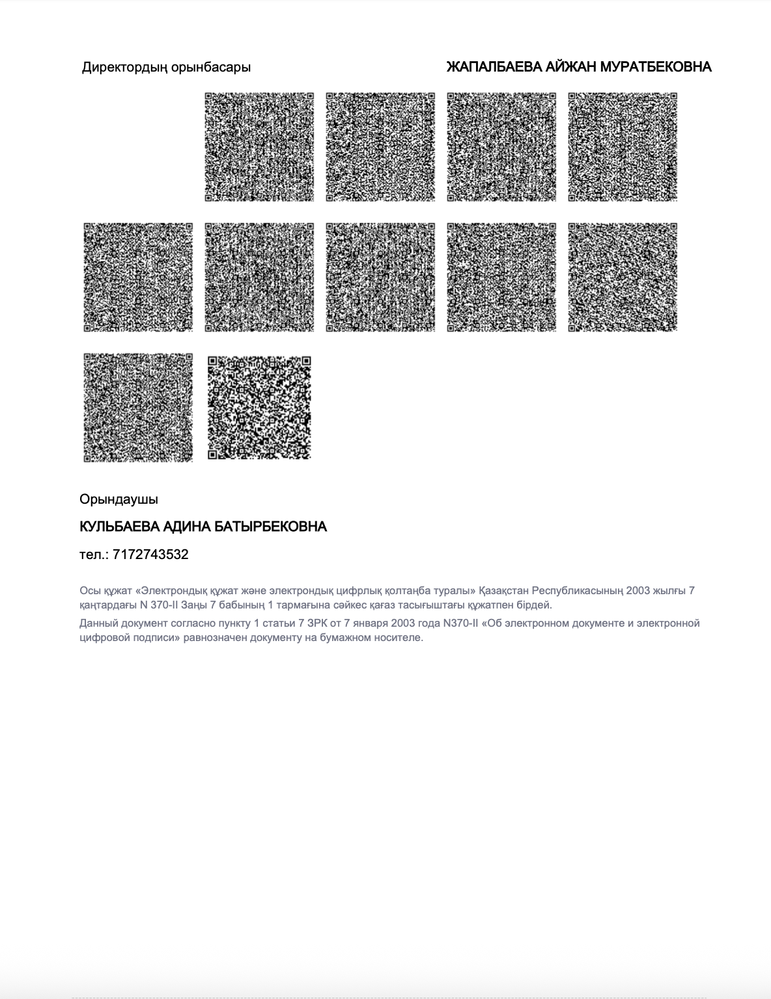 Директордың орынбасары ЖАПАЛБАЕВА АЙЖАН МУРАТБЕКОВНА
Орындаушы
КУЛЬБАЕВА АДИНА БАТЫРБЕКОВНА
тел.: 7172743532
Осы құжат «Электрондық құжат және электрондық цифрлық қолтаңба туралы» Қазақстан Республикасының 2003 жылғы 7
қаңтардағы N 370-II Заңы 7 бабының 1 тармағына сәйкес қағаз тасығыштағы құжатпен бірдей.
Данный документ согласно пункту 1 статьи 7 ЗРК от 7 января 2003 года N370-II «Об электронном документе и электронной
цифровой подписи» равнозначен документу на бумажном носителе.